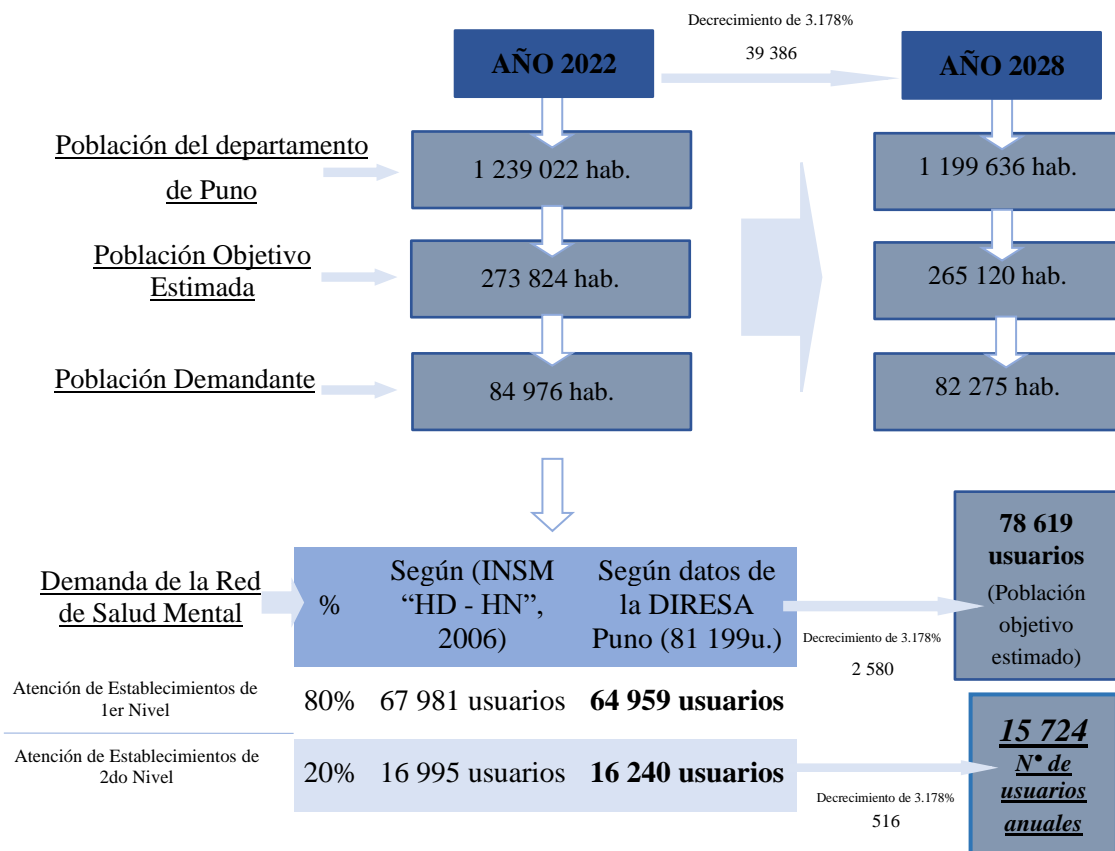 Decrecimiento de 3.178%
39 386
AÑO 2022
AÑO 2028
Población del departamento
de Puno
1 239 022 hab.
1 199 636 hab.
Población Objetivo
Estimada
273 824 hab.
265 120 hab.
Población Demandante
84 976 hab.
82 275 hab.
Demanda de la Red
de Salud Mental
%
Según (INSM
“HD - HN”,
2006)
Según datos de
la DIRESA
Puno (81 199u.)
Decrecimiento de 3.178%
2 580
78 619
usuarios
(Población
objetivo
estimado)
Atención de Establecimientos de
1er Nivel
80%
67 981 usuarios
64 959 usuarios
Atención de Establecimientos de
2do Nivel
20%
16 995 usuarios
16 240 usuarios
Decrecimiento de 3.178%
516
15 724
N° de
usuarios
anuales